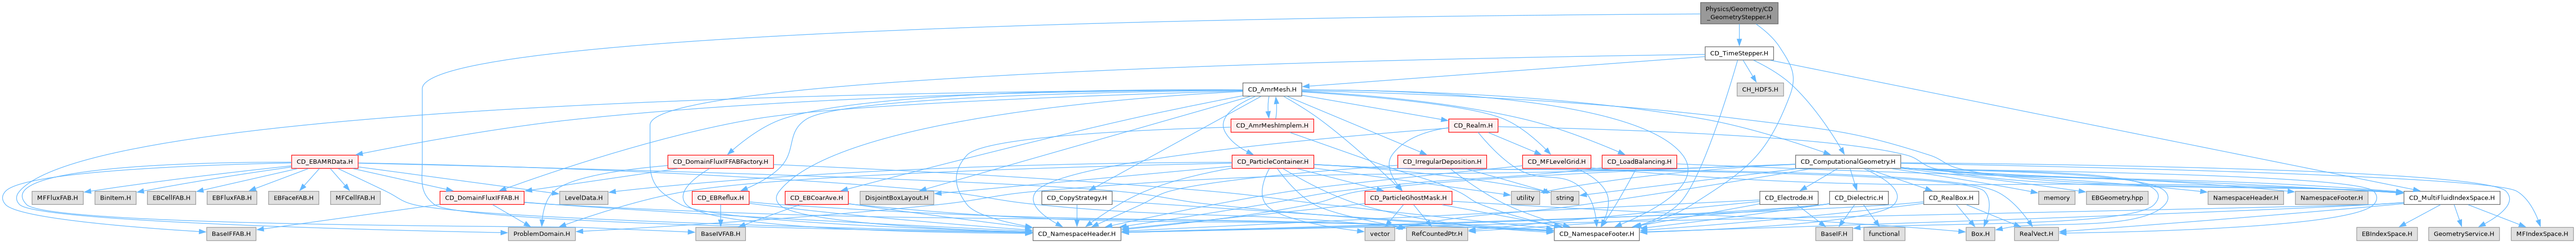 Physics/Geometry/CD
_GeometryStepper.H
CD_TimeStepper.H
CD_AmrMesh.H
CH_HDF5.H
CD_AmrMeshImplem.H
CD_Realm.H
CD_EBAMRData.H
CD_DomainFluxIFFABFactory.H
CD_ParticleContainer.H
CD_IrregularDeposition.H
CD_MFLevelGrid.H
CD_LoadBalancing.H
CD_ComputationalGeometry.H
MFFluxFAB.H
BinItem.H
EBCellFAB.H
EBFluxFAB.H
EBFaceFAB.H
MFCellFAB.H
CD_DomainFluxIFFAB.H
LevelData.H
CD_EBReflux.H
CD_EBCoarAve.H
DisjointBoxLayout.H
CD_CopyStrategy.H
CD_ParticleGhostMask.H
utility
string
CD_Electrode.H
CD_Dielectric.H
CD_RealBox.H
memory
EBGeometry.hpp
NamespaceHeader.H
NamespaceFooter.H
CD_MultiFluidIndexSpace.H
BaseIFFAB.H
ProblemDomain.H
BaseIVFAB.H
CD_NamespaceHeader.H
vector
RefCountedPtr.H
CD_NamespaceFooter.H
BaseIF.H
functional
Box.H
RealVect.H
EBIndexSpace.H
GeometryService.H
MFIndexSpace.H